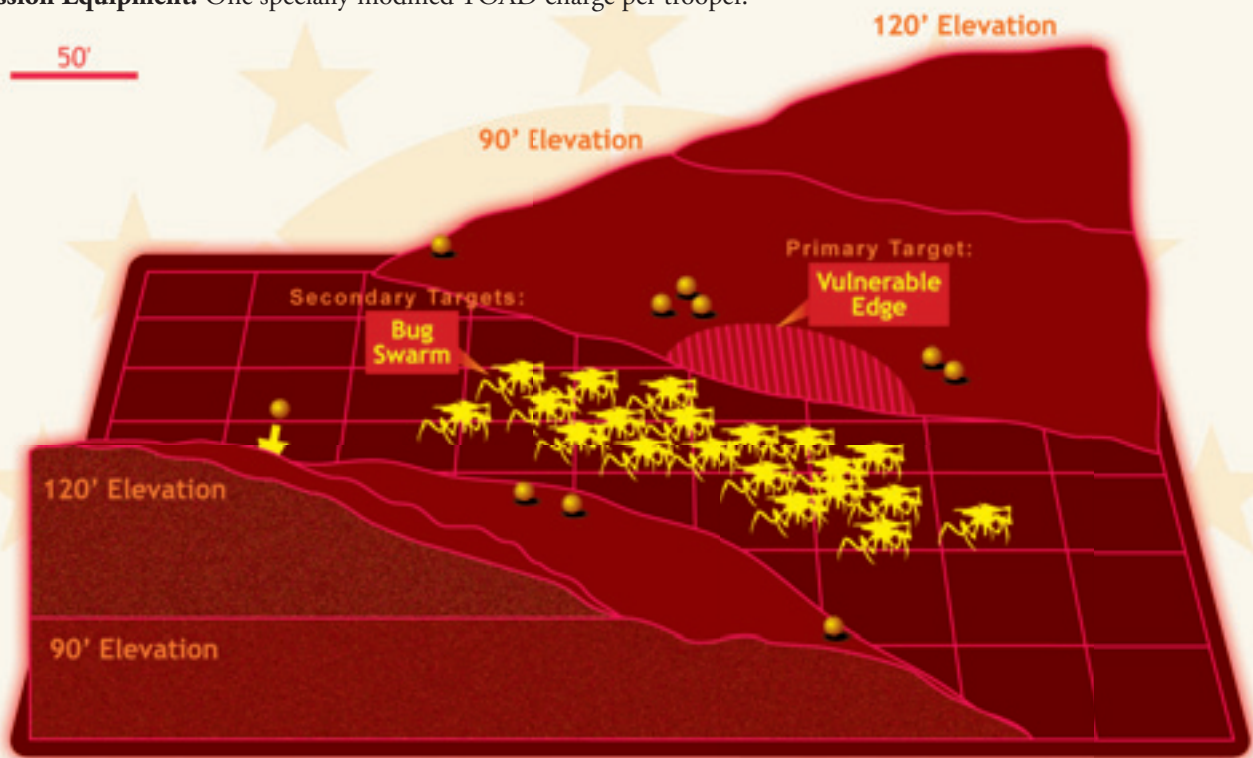 ssion Equipment: One specially modified TOAD charge per trooper.
120' Elevation
50'
90' Elevation
Primary Target:
Vulnerable
Edge
Secondary Targets:
Bug
Swarm
120' Elevation
90' Elevation